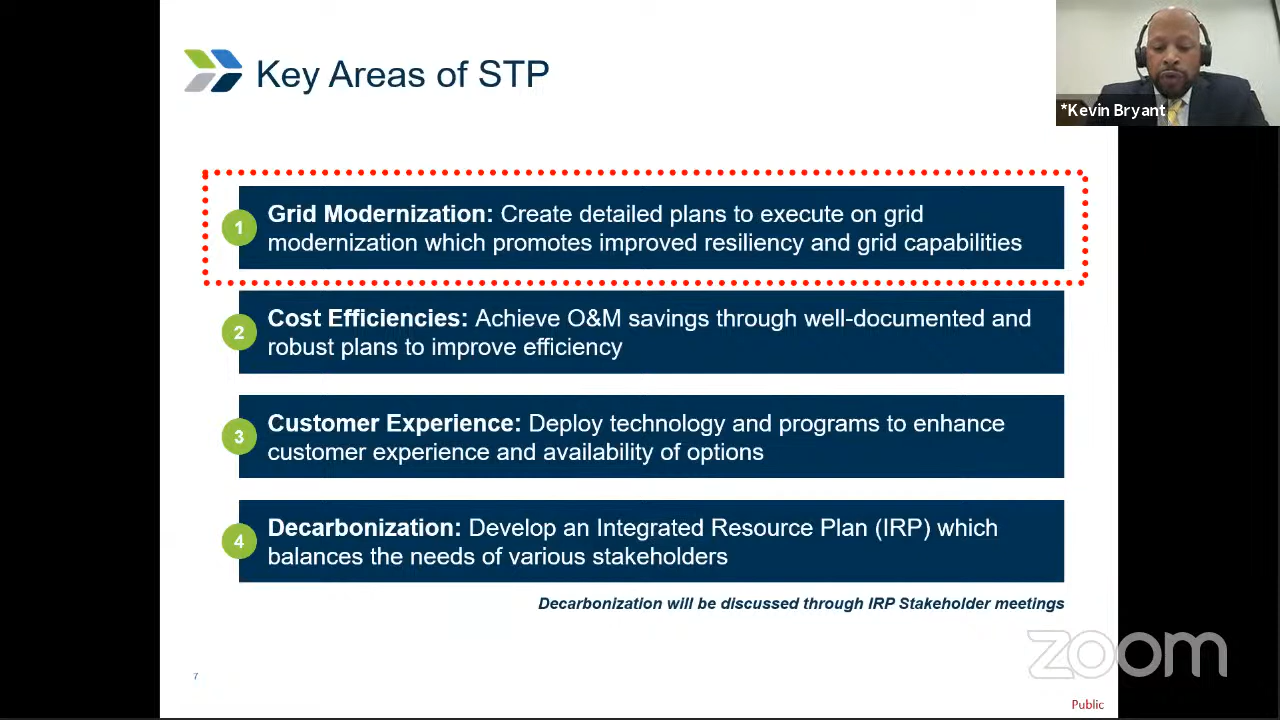 Key Areas of STP
*Kevin Bryant
1
Grid Modernization: Create detailed plans to execute on grid
modernization which promotes improved resiliency and grid capabilities
2
Cost Efficiencies: Achieve O&M savings through well-documented and
robust plans to improve efficiency
3
Customer Experience: Deploy technology and programs to enhance
customer experience and availability of options
4
Decarbonization: Develop an Integrated Resource Plan (IRP) which
balances the needs of various stakeholders
Decarbonization will be discussed through IRP Stakeholder meetings
zoom
7
Public